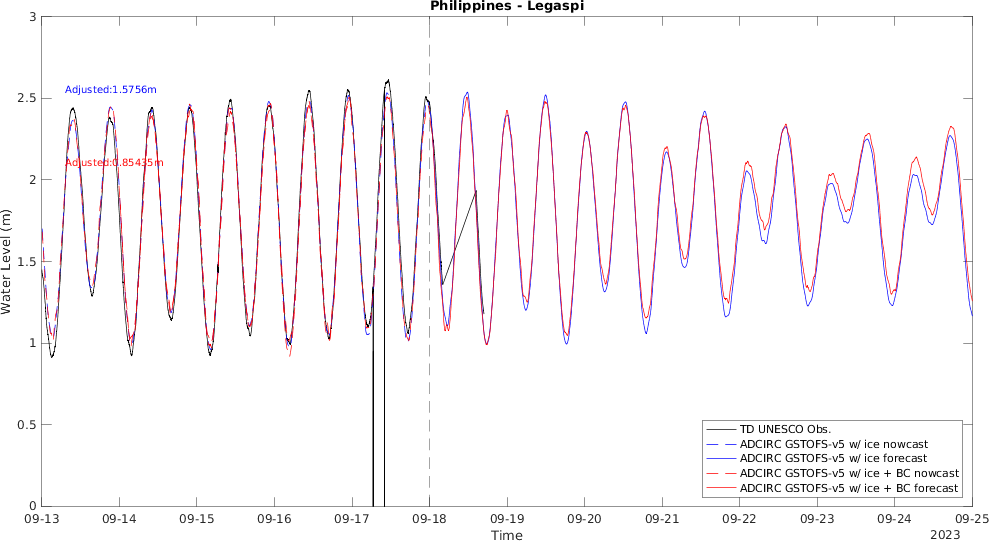 Philippines - Legaspi
3
2.5
2
1.5
1
0.5
0
Water Level (m)
Adjusted:1.5756m
Adjusted:0.85435m
TD UNESCO Obs.
ADCIRC GSTOFS-v5 w/ ice nowcast
ADCIRC GSTOFS-v5 w/ ice forecast
ADCIRC GSTOFS-v5 w/ ice + BC nowcast
ADCIRC GSTOFS-v5 w/ ice + BC forecast
09-13 09-14 09-15 09-16 09-17 09-18 09-19 09-20 09-21 09-22 09-23 09-24 09-25
Time
2023